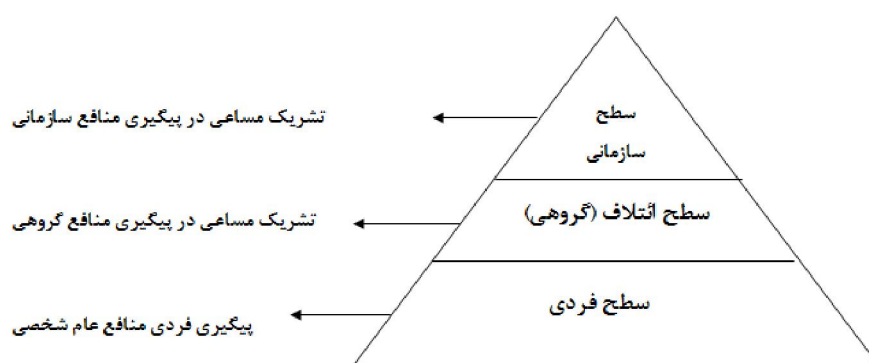 سطح
سازمانی
تشریک مساعی در پیگیری منافع سازمانی
سطح ائتلاف (گروهی)
تشریک مساعی در پیگیری منافع گروهی
سطح فردی
پیگیری فردی منافع عام شخصی